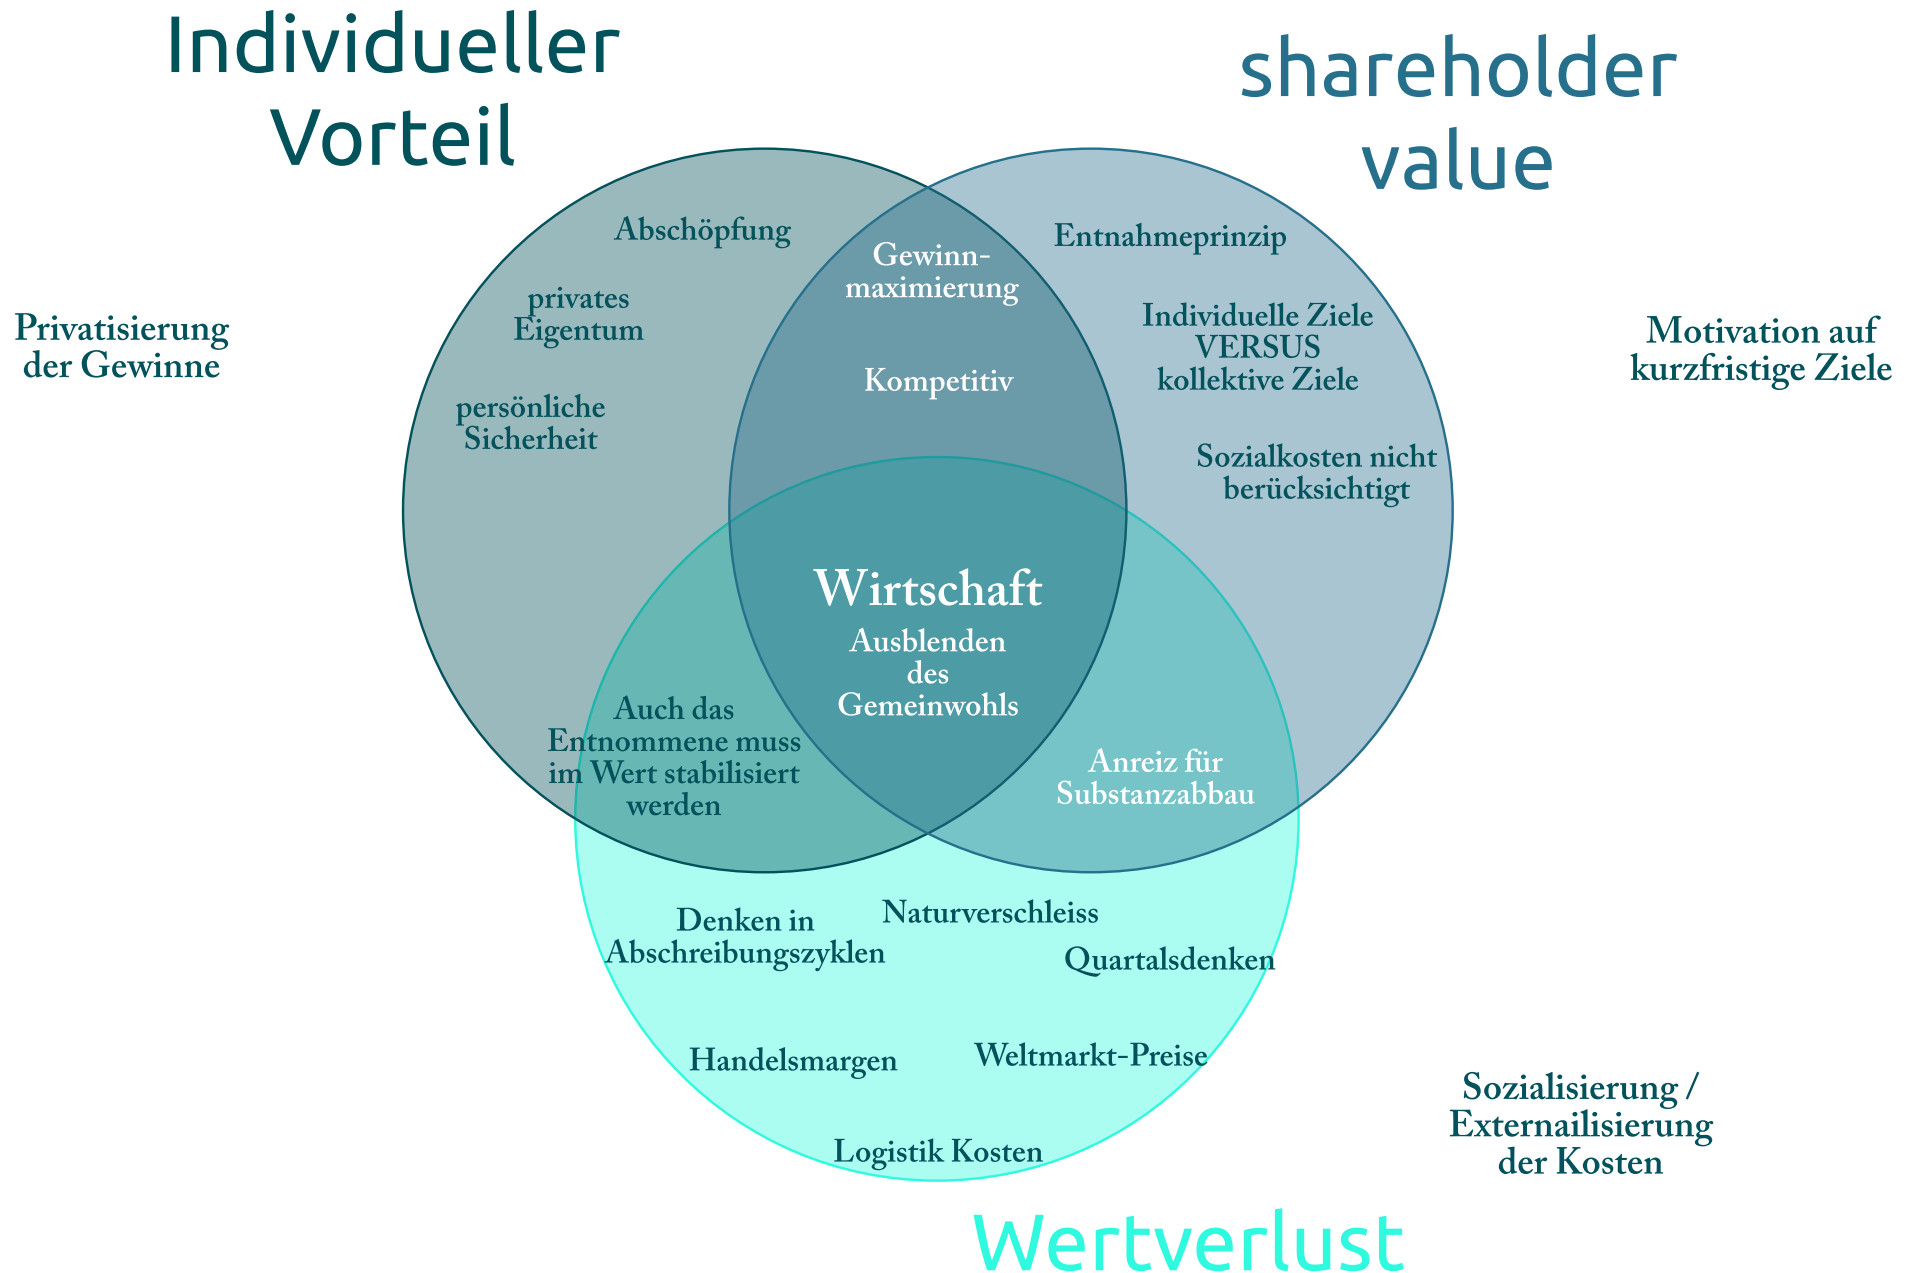 Individueller
Vorteil
shareholder
value
Privatisierung
der Gewinne
Abschöpfung
privates
Eigentum
persönliche
Sicherheit
Gewinn-
maximierung
Kompetitiv
Entnahmeprinzip
Individuelle Ziele
VERSUS
kollektive Ziele
Sozialkosten nicht
berücksichtigt
Motivation auf
kurzfristige Ziele
Wirtschaft
Ausblenden
des
Gemeinwohls
Auch das
Entnommene muss
im Wert stabilisiert
werden
Anreiz für
Substanzabbau
Denken in
Abschreibungszyklen
Naturverschleiss
Quartalsdenken
Handelsmargen
Weltmarkt-Preise
Logistik Kosten
Sozialisierung /
Externailisierung
der Kosten
Wertverlust